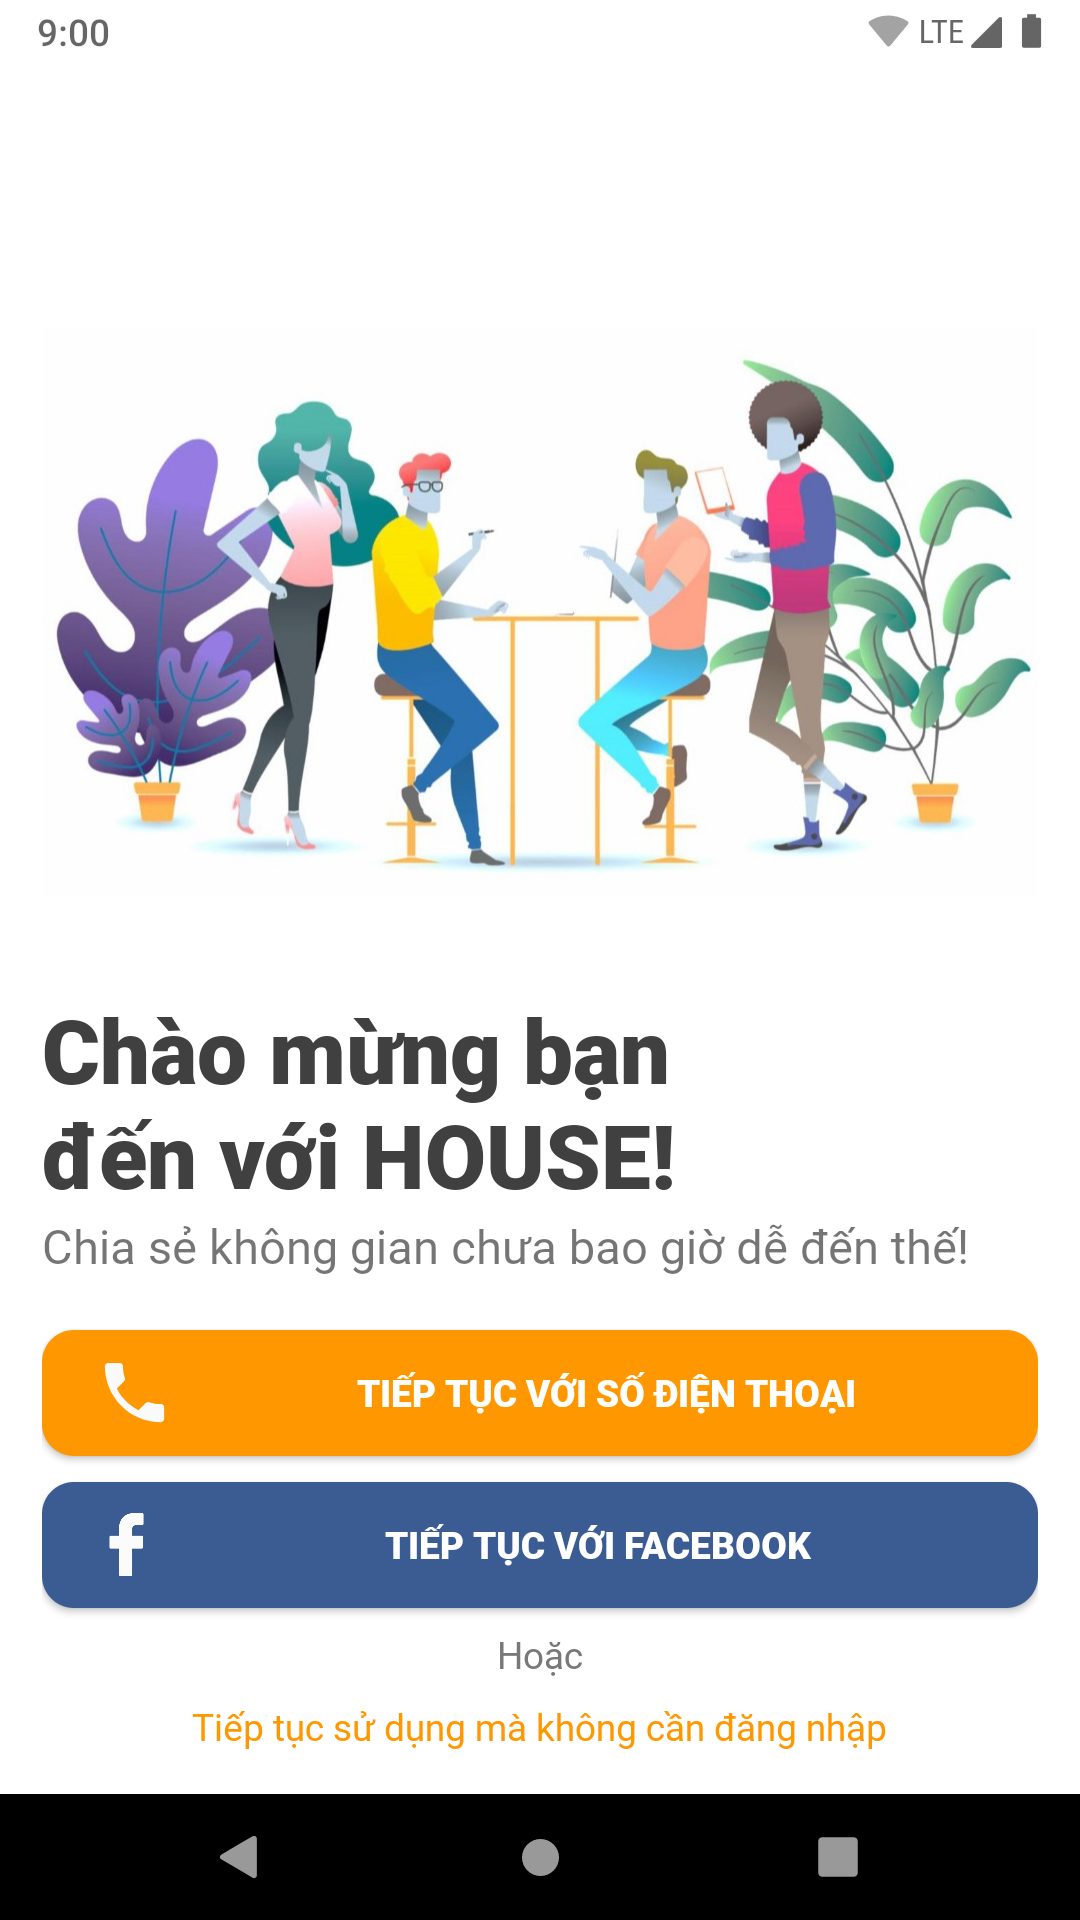 9:00
LTE
Chào mừng bạn
đến với HOUSE!
Chia sẻ không gian chưa bao giờ dễ đến thế!
TIẾP TỤC VỚI SỐ ĐIỆN THOẠI
TIẾP TỤC VỚI FACEBOOK
Hoặc
Tiếp tục sử dụng mà không cần đăng nhập